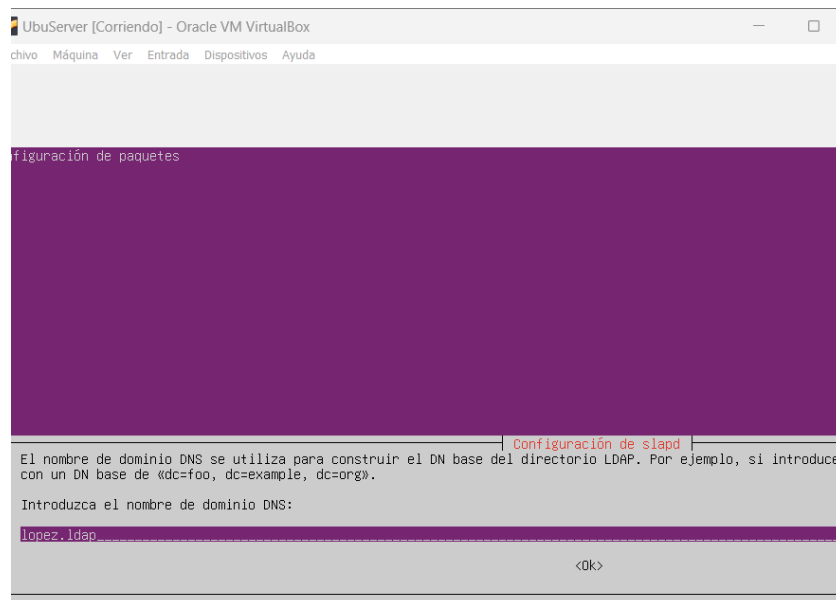 UbuServer [Corriendo] - Oracle VM VirtualBox
chivo Máquina Ver Entrada Dispositivos Ayuda
figuración de paquetes
Configuración de slapd
El nombre de dominio DNS se utiliza para construir el DN base del directorio LDAP. Por ejemplo, si introduce
con un DN base de «dc=foo, dc=example, dc=org».
Introduzca el nombre de dominio DNS:
lopez.ldap
<Ok>